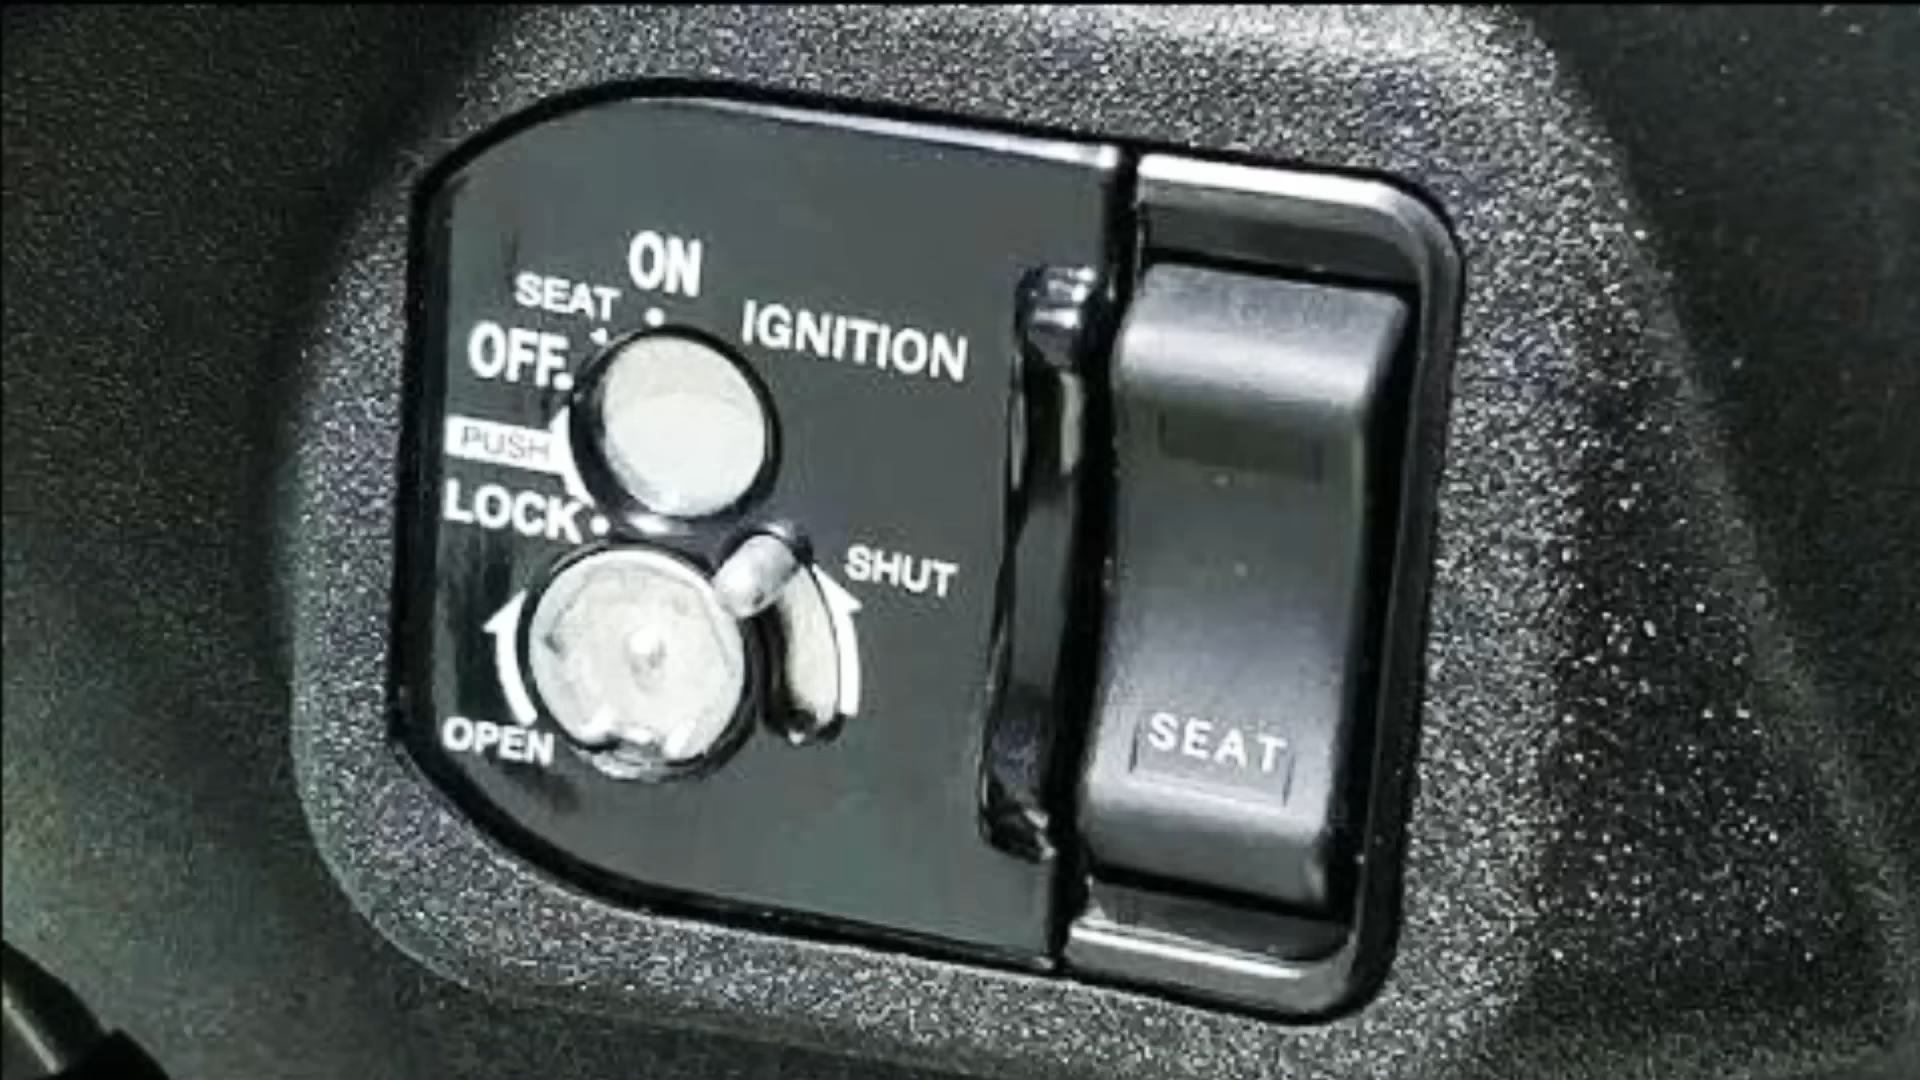 ON
SEAT
IGNITION
OFF
PUSH
LOCK
SHUT
OPEN
SEAT